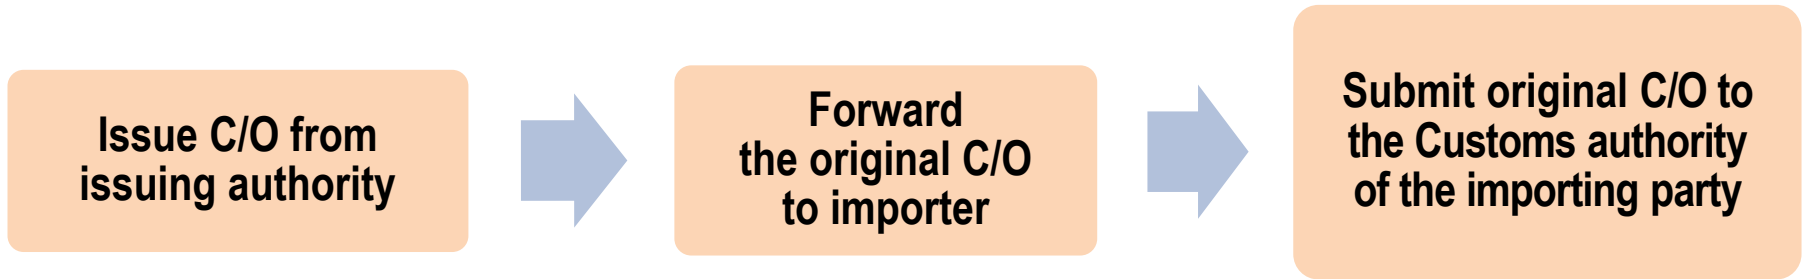 Issue C/O from
issuing authority
Forward
the original C/O
to importer
Submit original C/O to
the Customs authority
of the importing party